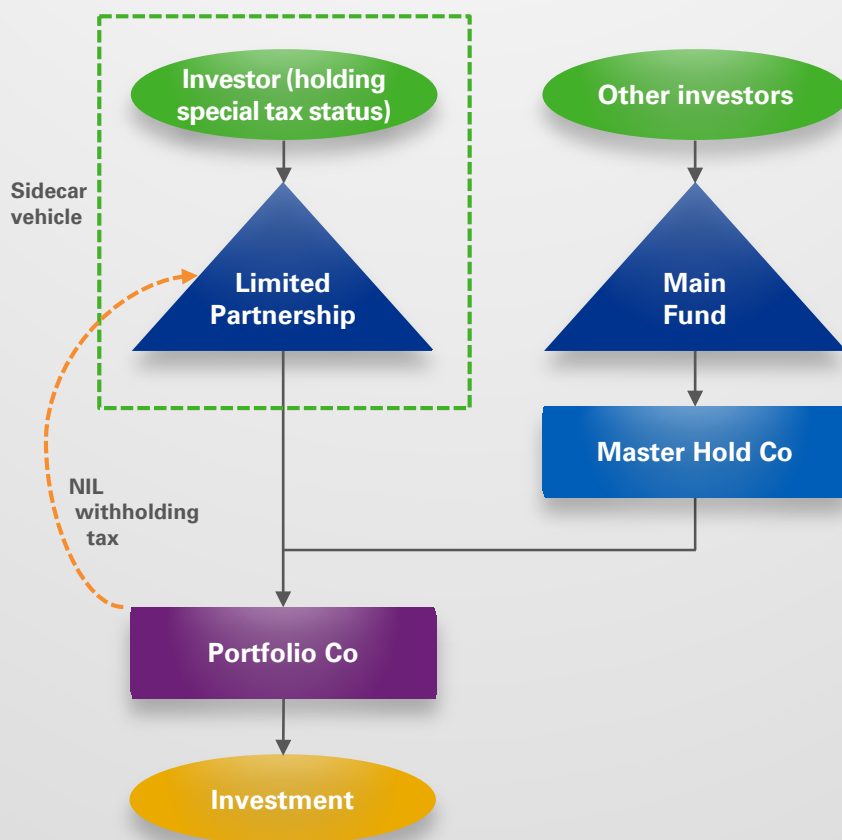 Investor (holding
special tax status)
Other investors
Sidecar
vehicle
Limited
Partnership
Main
Fund
Master Hold Co
NIL
withholding
tax
Portfolio Co
Investment